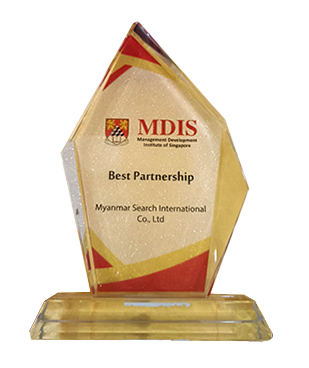 MDIS
Management Development
Institute of Singapore
Best Partnership
Myanmar Search International
Co., Ltd